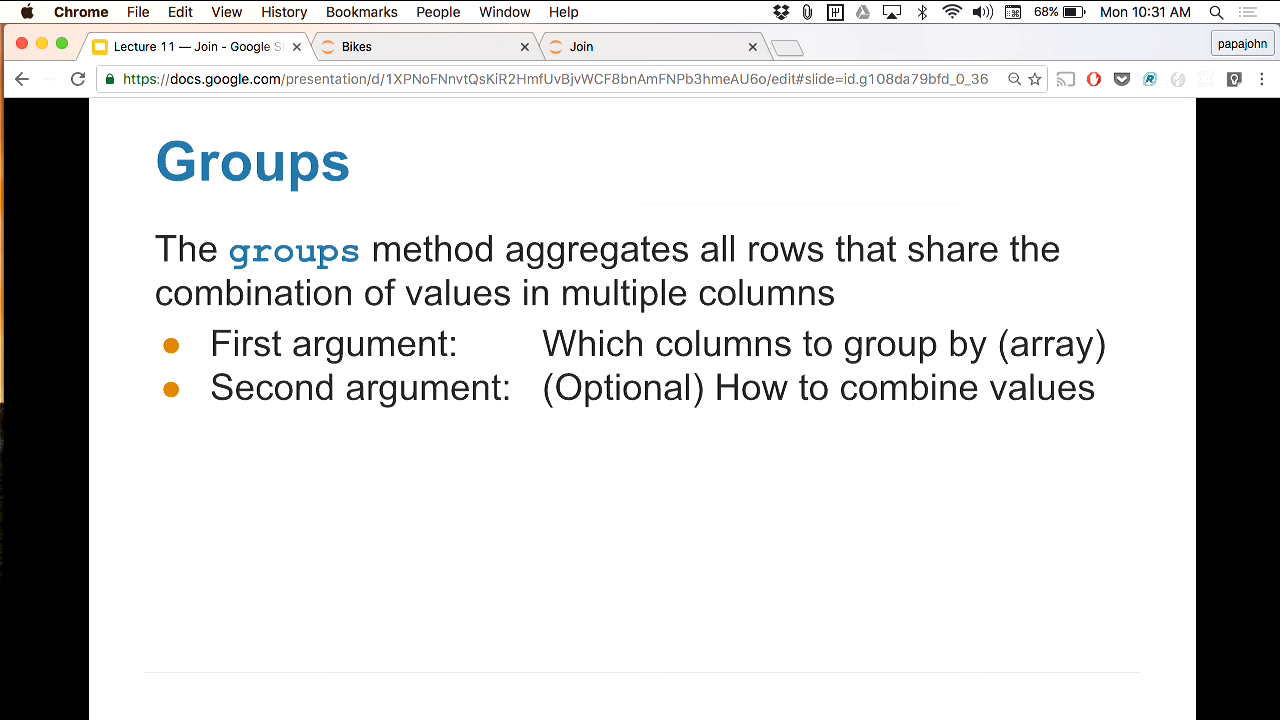 Chrome File Edit View History Bookmarks People Window Help 68% Mon 10:31 AM
Lecture 11 — Join - Google S Bikes Join papajohn
https://docs.google.com/presentation/d/1XPNoFNnvtQsKiR2HmfUvBjvWCF8bnAmFNPb3hmeAU6o/edit#slide=id.g108da79bfd_0_36
Groups
The groups method aggregates all rows that share the
combination of values in multiple columns
● First argument: Which columns to group by (array)
● Second argument: (Optional) How to combine values